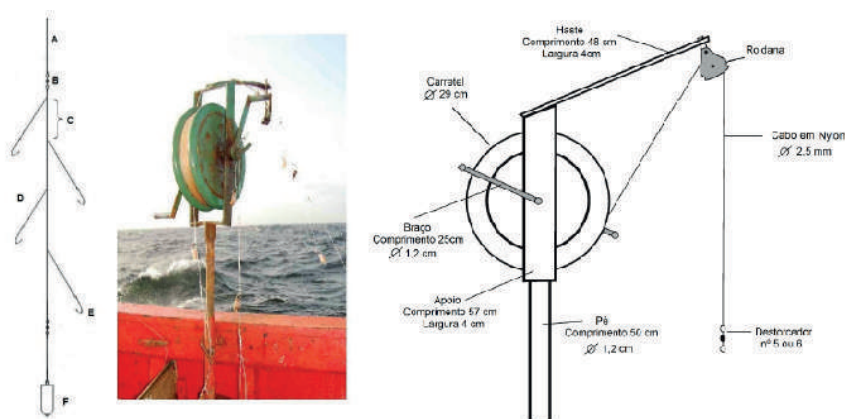 A
B
C
D
E
F
Haste
Comprimento 48 cm
Largura 4cm
Rodana
Carretel
Ø 29 cm
Cabo em Nylon
Ø 2.5 mm
Braço
Comprimento 25cm
Ø 1,2 cm
Apoio
Comprimento 57 cm
Largura 4 cm
Pé
Comprimento 50 cm
Ø 1,2 cm
Destorcador
nº 5 ou 6